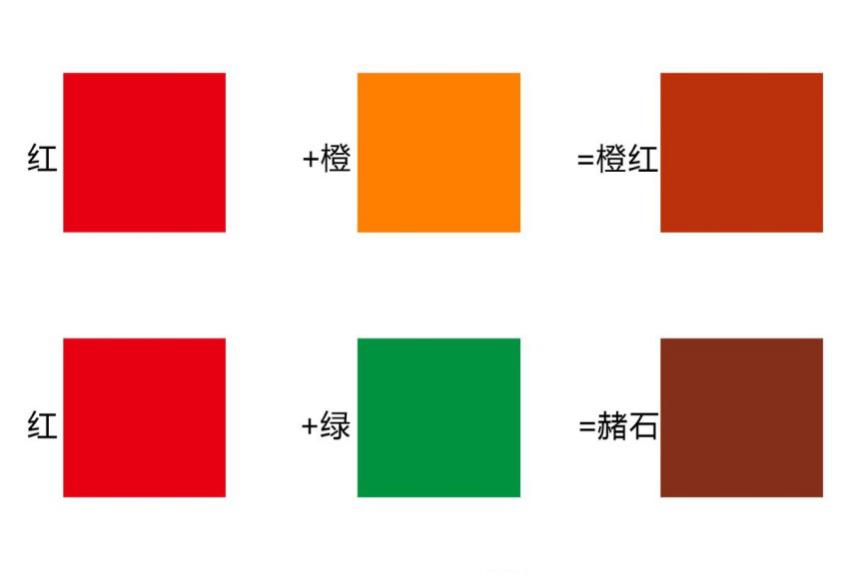 红 +橙 =橙红
红 +绿 =赭石